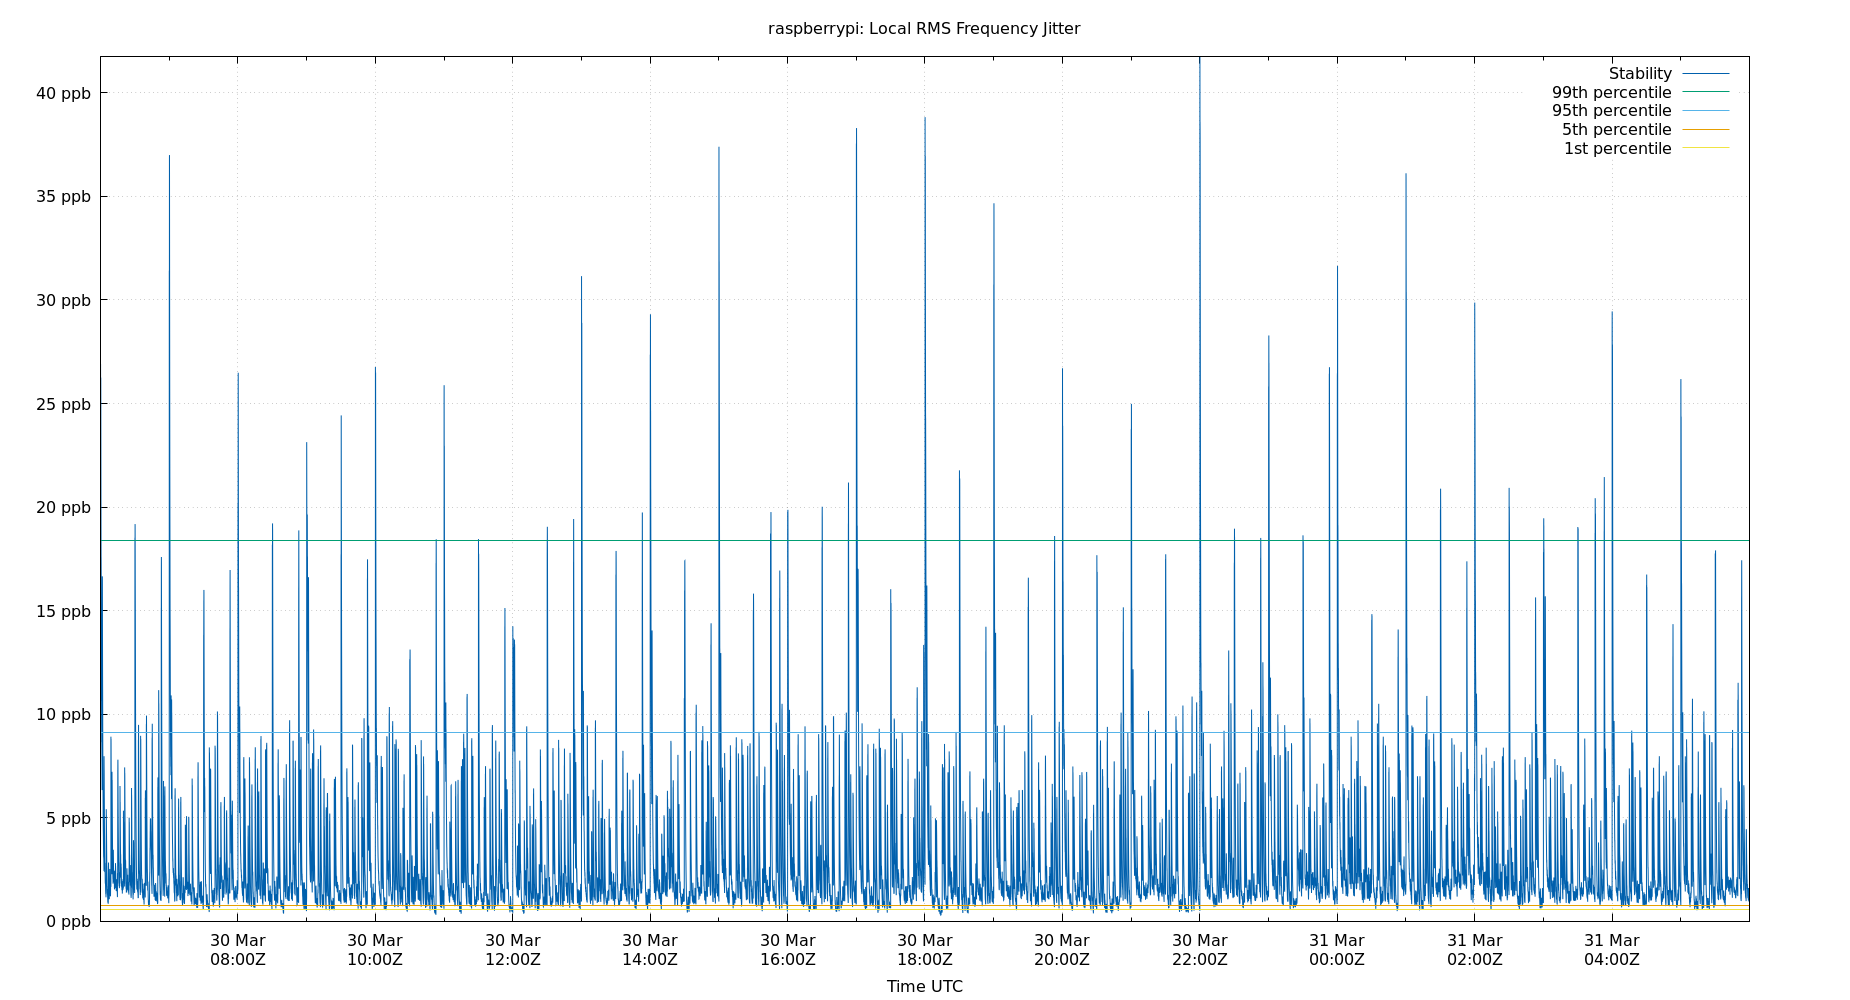 raspberrypi: Local RMS Frequency Jitter
Stability
99th percentile
95th percentile
5th percentile
1st percentile
40 ppb
35 ppb
30 ppb
25 ppb
20 ppb
15 ppb
10 ppb
5 ppb
0 ppb
30 Mar 30 Mar 30 Mar 30 Mar 30 Mar 30 Mar 30 Mar 30 Mar 31 Mar 31 Mar 31 Mar
08:00Z 10:00Z 12:00Z 14:00Z 16:00Z 18:00Z 20:00Z 22:00Z 00:00Z 02:00Z 04:00Z
Time UTC